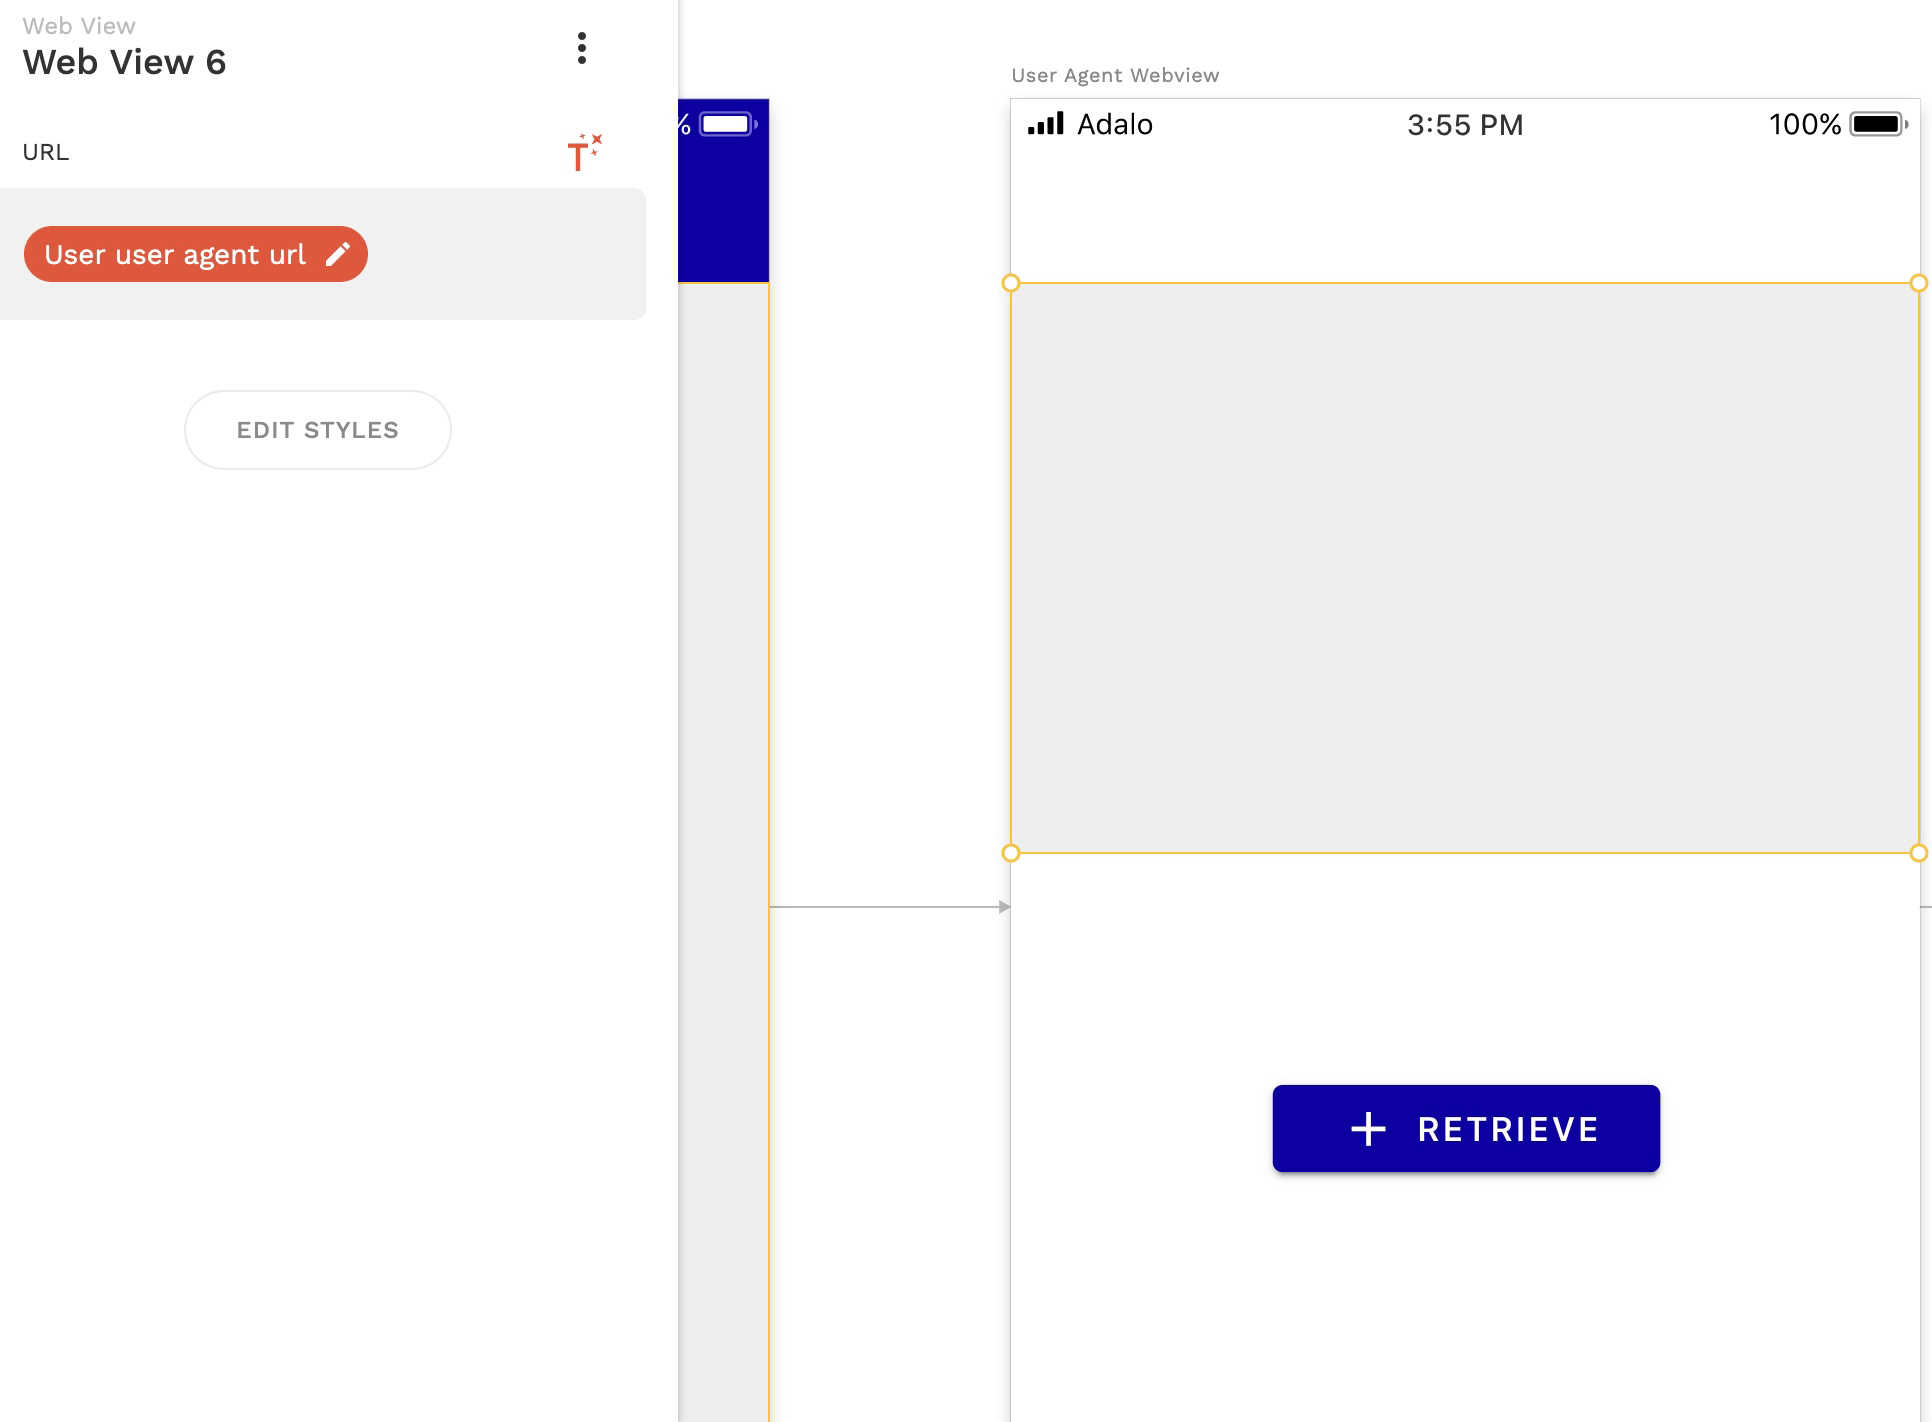 Web View
Web View 6
URL
User user agent url
EDIT STYLES
%
User Agent Webview
Adalo
3:55 PM
100%
RETRIEVE